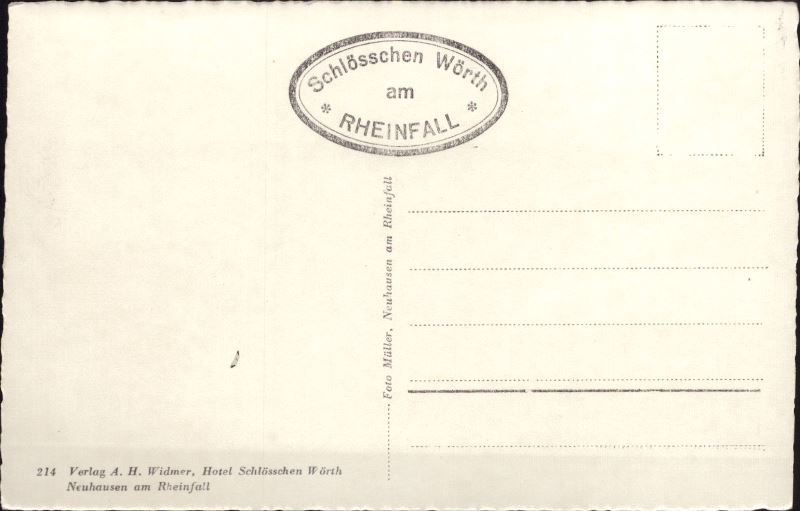 Schlösschen Wörth
am
* RHEINFALL *
Foto Müller, Neuhausen am Rheinfall
214 Verlag A. H. Widmer, Hotel Schlösschen Wörth
Neuhausen am Rheinfall